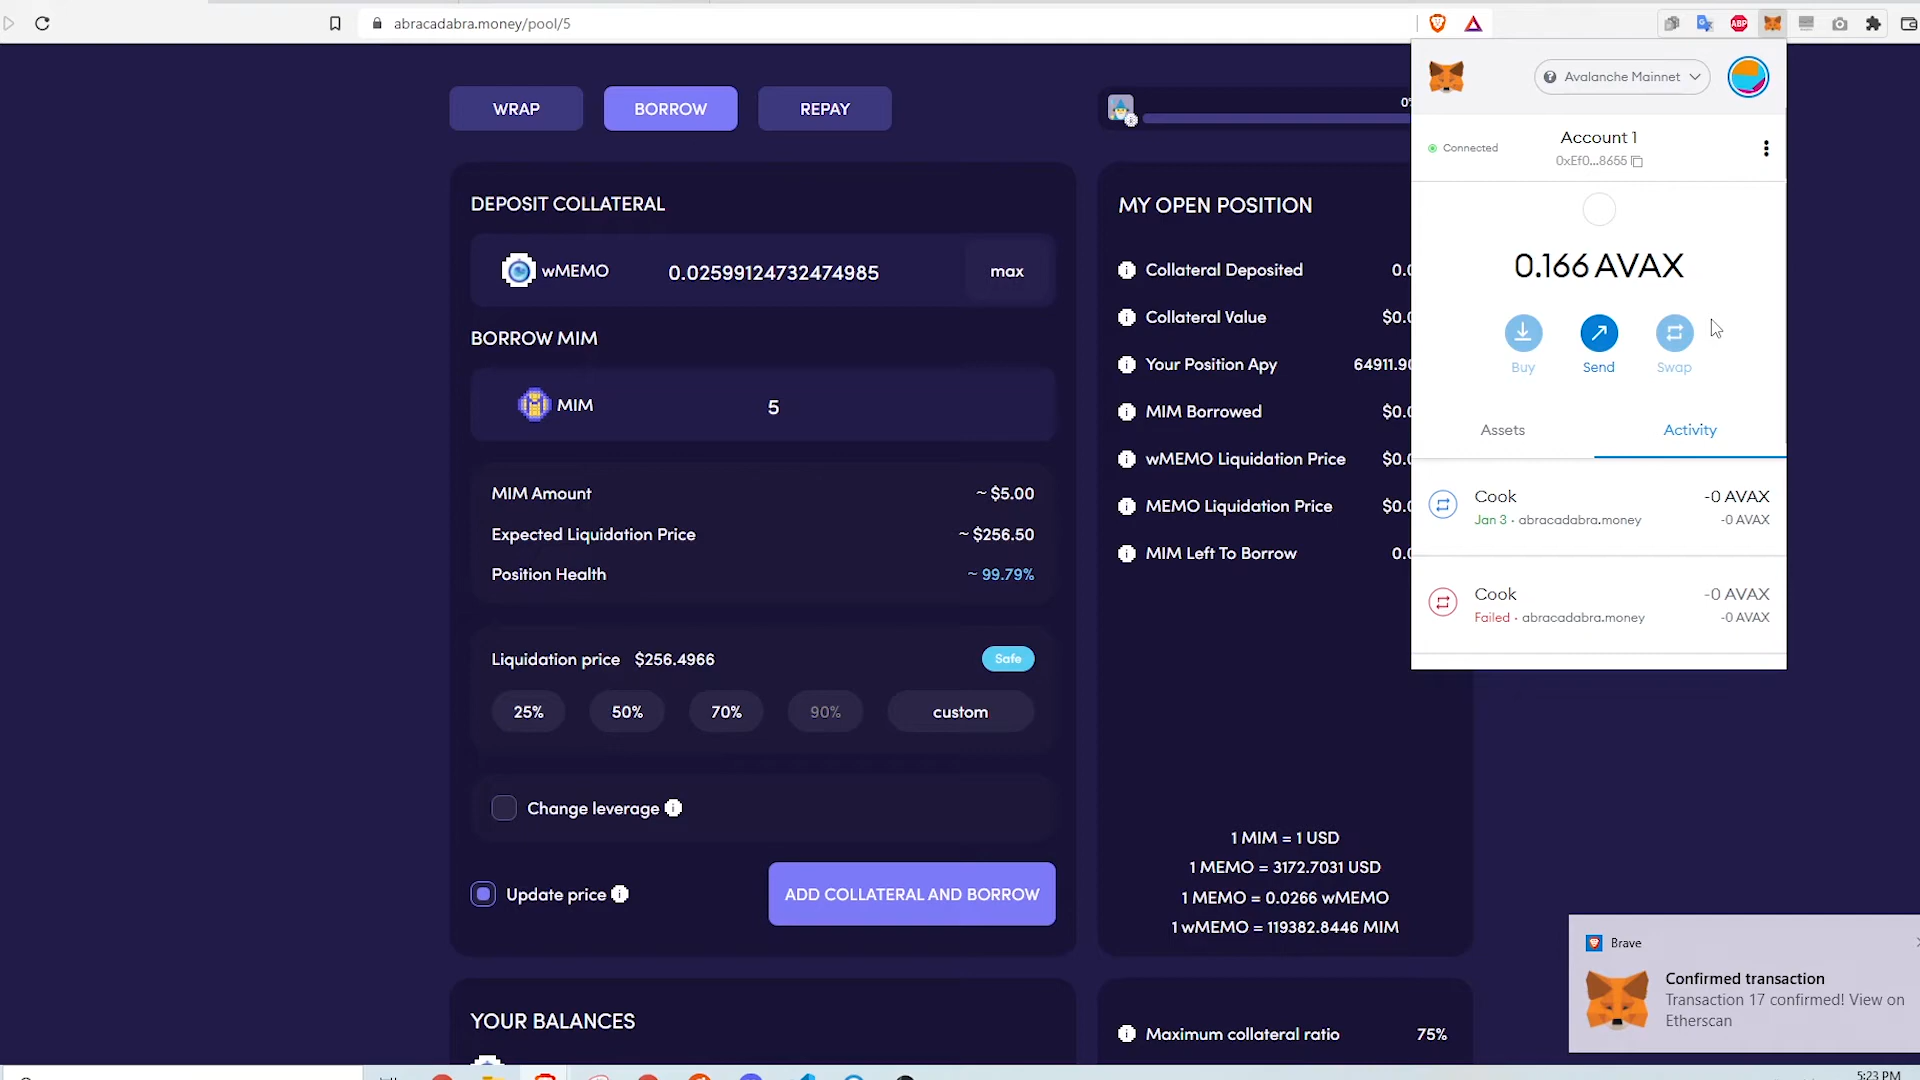 abracadabra.money/pool/5
ABP
WRAP
BORROW
REPAY
DEPOSIT COLLATERAL
wMEMO
0.02599124732474985
max
BORROW MIM
MIM
5
MIM Amount
~ $5.00
Expected Liquidation Price
~ $256.50
Position Health
~ 99.79%
Liquidation price $256.4966
Safe
25%
50%
70%
90%
custom
Change leverage
Update price
ADD COLLATERAL AND BORROW
YOUR BALANCES
MY OPEN POSITION
Collateral Deposited
Collateral Value
Your Position Apy
64911.90
MIM Borrowed
wMEMO Liquidation Price
MEMO Liquidation Price
MIM Left To Borrow
1 MIM = 1 USD
1 MEMO = 3172.7031 USD
1 MEMO = 0.0266 wMEMO
1 wMEMO = 119382.8446 MIM
Maximum collateral ratio
75%
Avalanche Mainnet
Connected
Account 1
0xEf0...8655
0.166 AVAX
Buy
Send
Swap
Assets
Activity
Cook
-0 AVAX
Jan 3 · abracadabra.money
-0 AVAX
Cook
-0 AVAX
Failed · abracadabra.money
-0 AVAX
Brave
Confirmed transaction
Transaction 17 confirmed! View on
Etherscan
5:23 PM